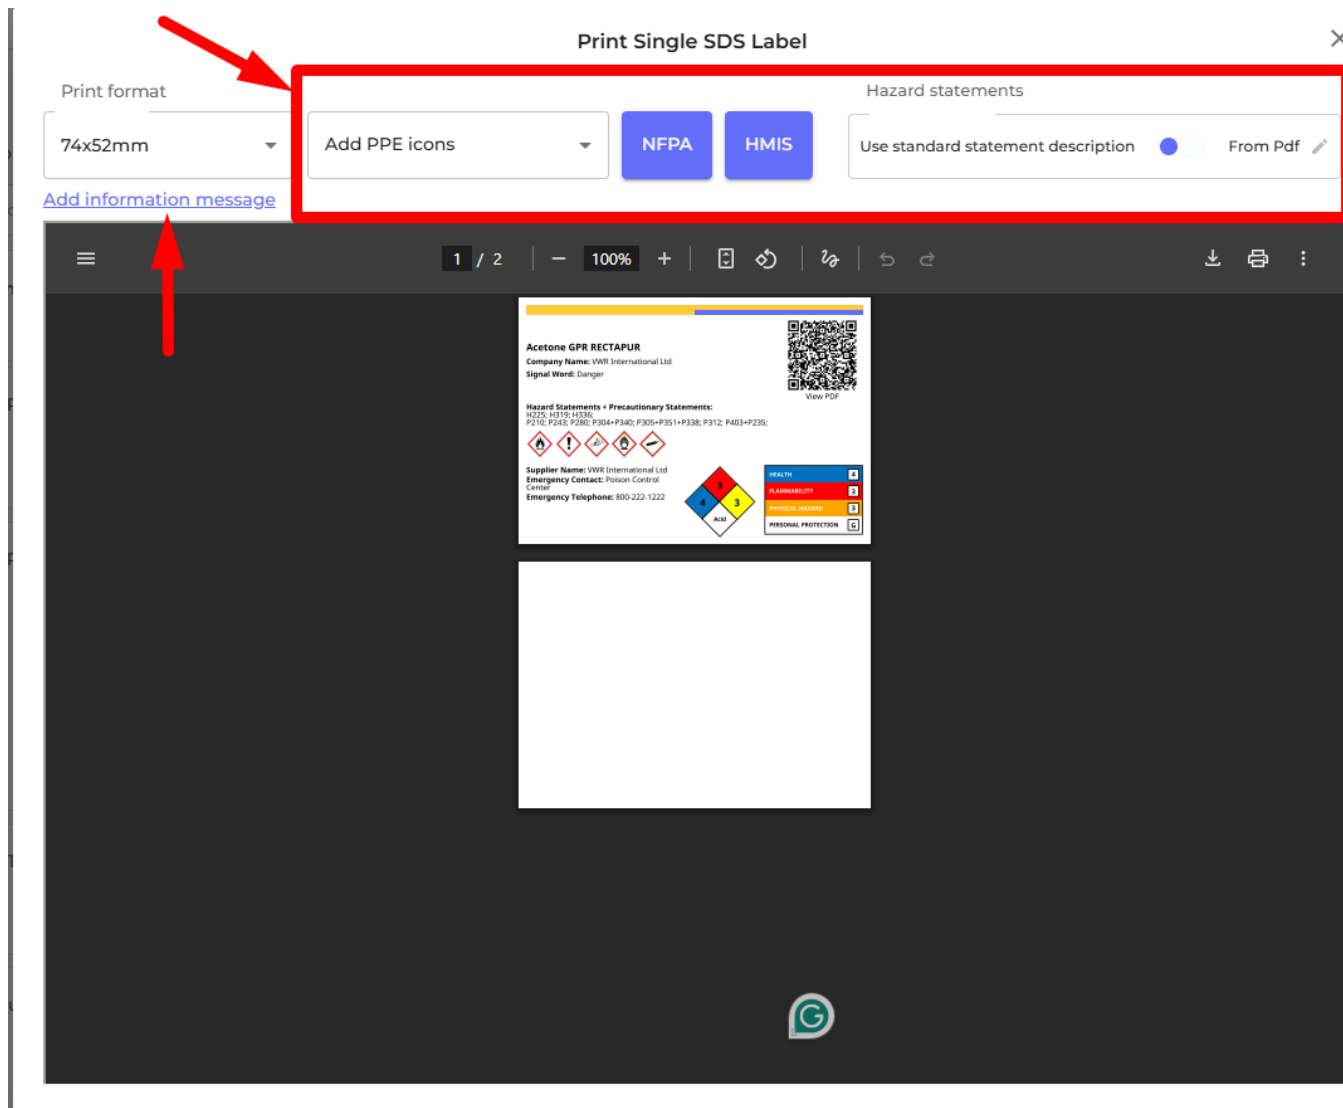 Print Single SDS Label
Print format
74x52mm
Add PPE icons
NFPA
HMIS
Hazard statements
Use standard statement description
From Pdf
Add information message
1 / 2
100%
Acetone GPR RECTAPUR
Company Name: VWR International Ltd
Signal Word: Danger
View PDF
Hazard Statements + Precautionary Statements:
H225; H319; H336;
P210; P243; P280; P304+P340; P305+P351+P338; P312; P403+P235;
Supplier Name: VWR International Ltd
Emergency Contact: Poison Control
Center
Emergency Telephone: 800-222-1222
3
4
3
Acid
HEALTH 4
FLAMMABILITY 3
PHYSICAL HAZARD 3
PERSONAL PROTECTION G